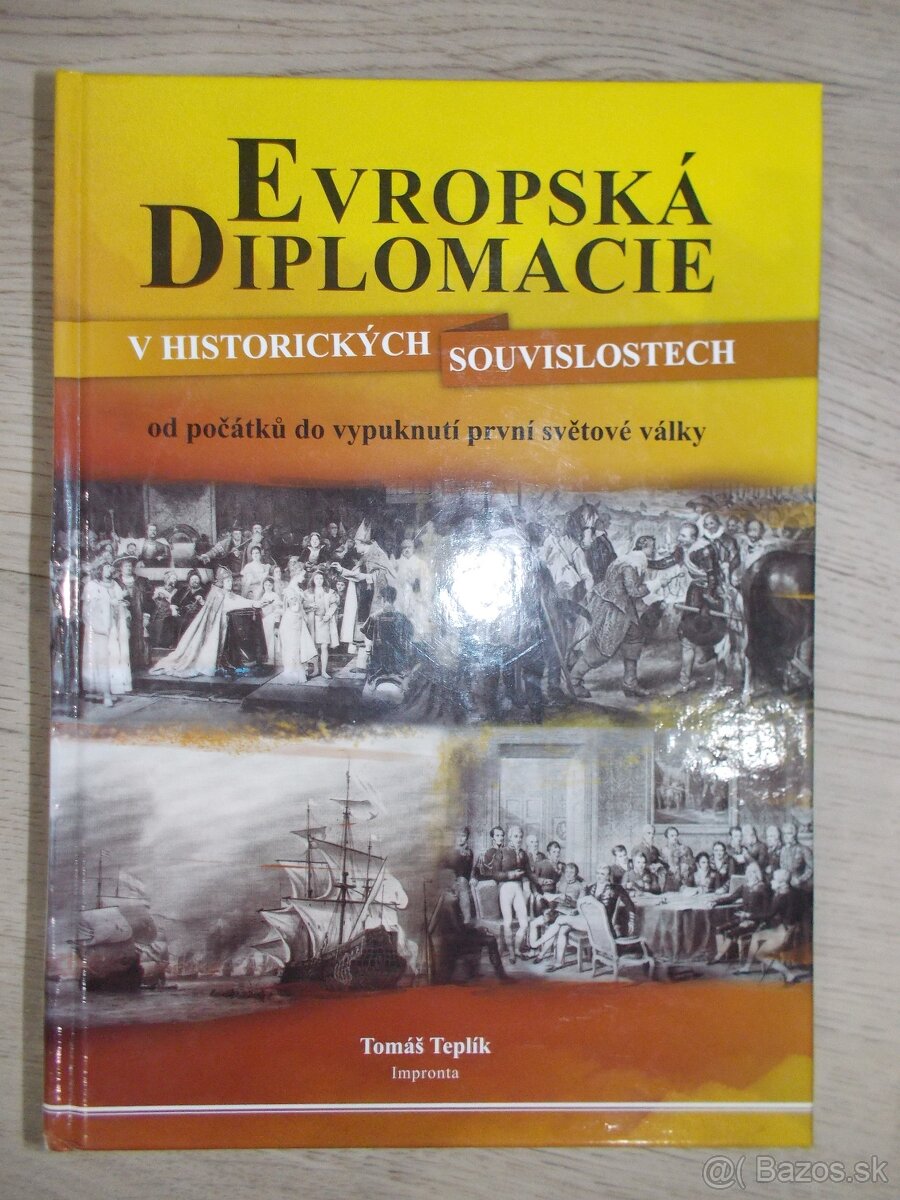 EVROPSKÁ
DIPLOMACIE
V HISTORICKÝCH SOUVISLOSTECH
od počátků do vypuknutí první světové války
Tomáš Teplík
Impronta
@( Bazos.sk